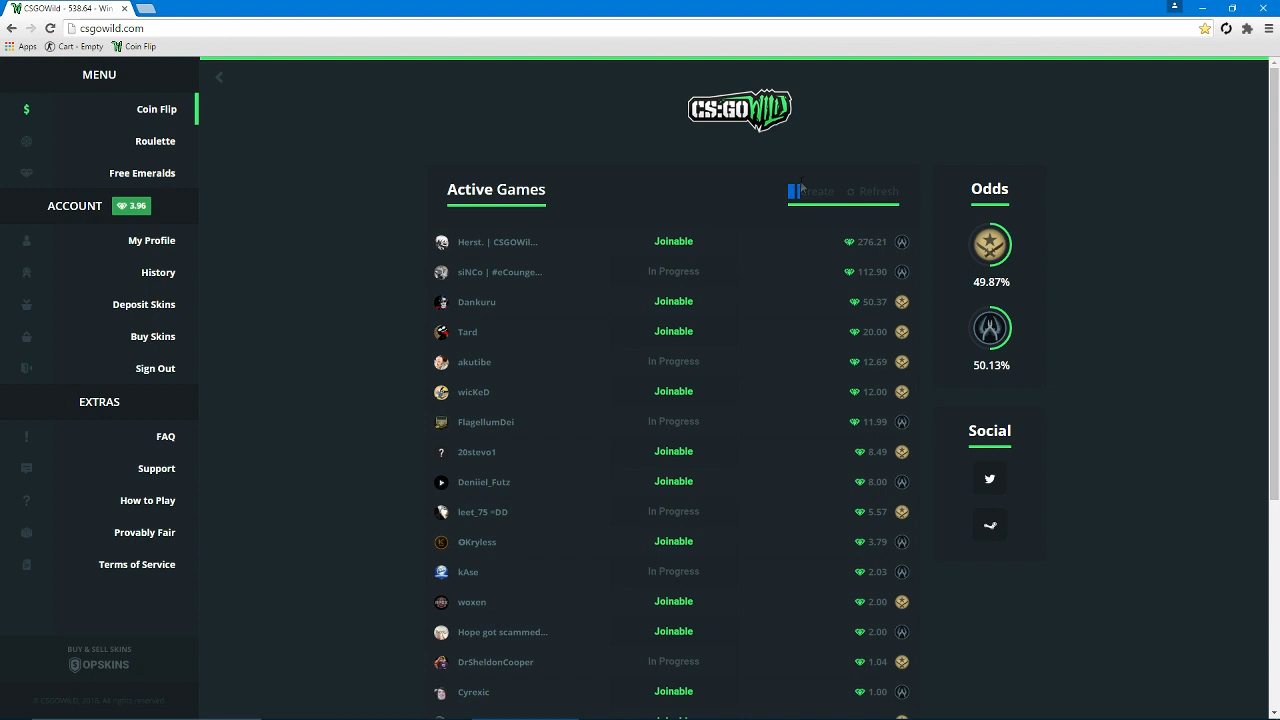 CSGOWild - 538.64 - Win
csgowild.com
Apps
Cart - Empty
Coin Flip
MENU
Coin Flip
Roulette
Free Emeralds
ACCOUNT 3.96
My Profile
History
Deposit Skins
Buy Skins
Sign Out
EXTRAS
FAQ
Support
How to Play
Provably Fair
Terms of Service
BUY & SELL SKINS
OPSKINS
© CSGOWILD, 2016. All rights reserved.
CS:GO WILD
Active Games
Refresh
Herst. | CSGOWil... Joinable 276.21
siNCo | #eCounge... In Progress 112.90
Dankuru Joinable 50.37
Tard Joinable 20.00
akutibe In Progress 12.69
wicKeD Joinable 12.00
FlagellumDei In Progress 11.99
20stevo1 Joinable 8.49
Deniiel_Futz Joinable 8.00
leet_75 =DD In Progress 5.57
✪Kryless Joinable 3.79
kAse In Progress 2.03
woxen Joinable 2.00
Hope got scammed... Joinable 2.00
DrSheldonCooper In Progress 1.04
Cyrexic Joinable 1.00
Odds
49.87%
50.13%
Social